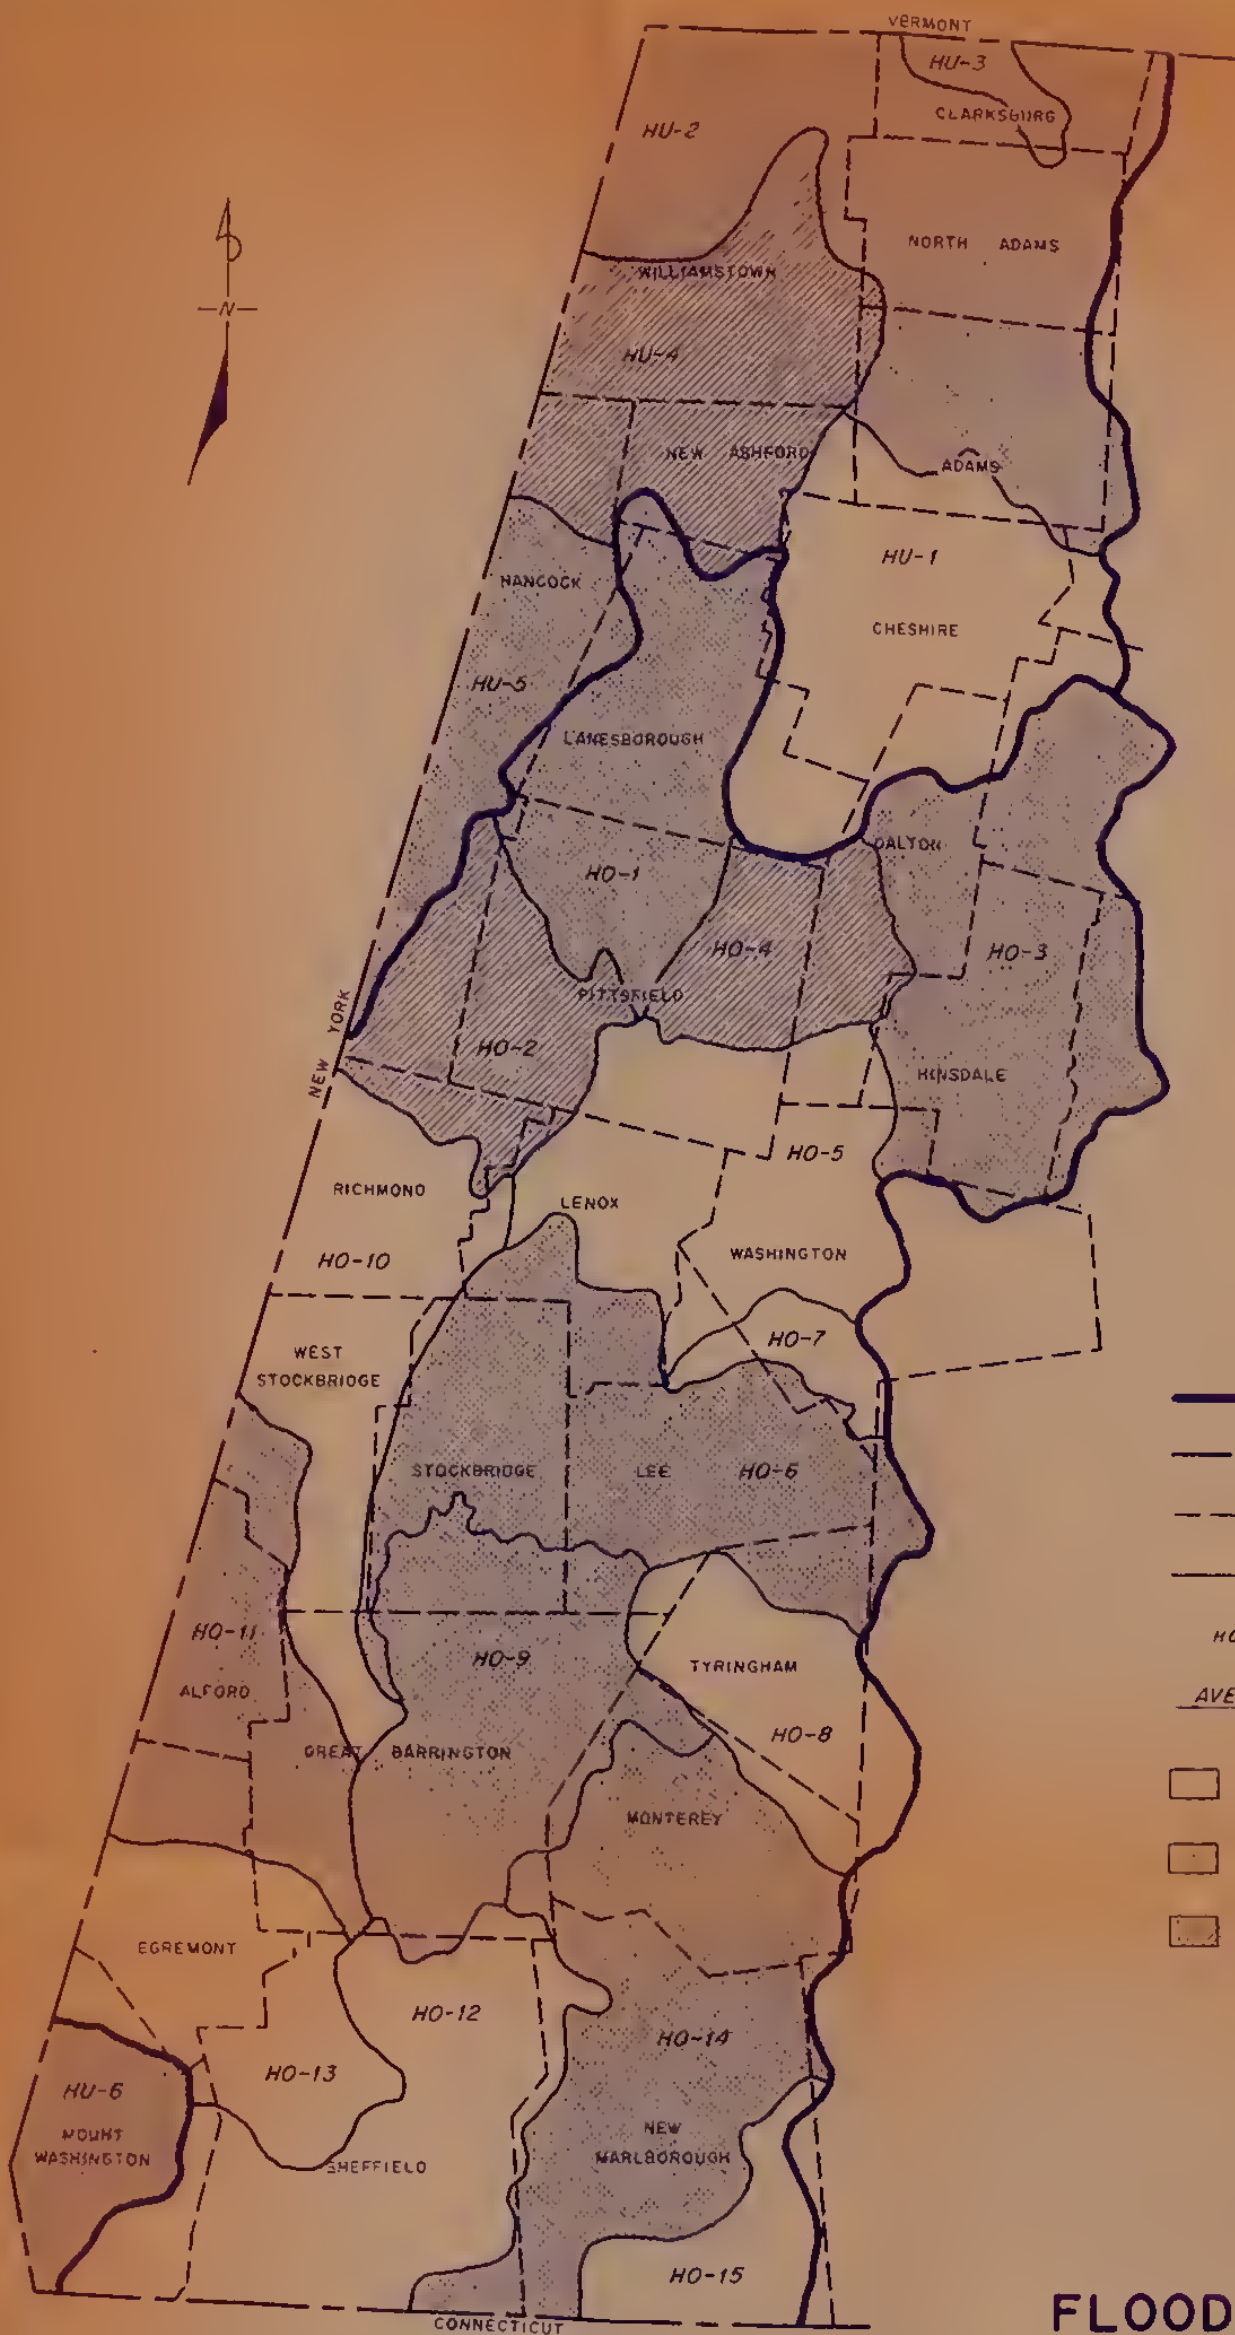 VERMONT
HU-3
CLARKSBURG
HU-2
NORTH ADAMS
WILLIAMSTOWN
N
HU-4
NEW ASHFORD
ADAMS
HU-1
HANCOCK
CHESHIRE
HU-5
LANESBOROUGH
DALTON
HO-1
HO-4
HO-3
PITTSFIELD
NEW YORK
HO-2
HINSDALE
HO-5
RICHMOND
LENOX
WASHINGTON
HO-10
HO-7
WEST
STOCKBRIDGE
STOCKBRIDGE
LEE
HO-6
HO-11
HO-9
TYRINGHAM
ALFORD
HO-8
GREAT BARRINGTON
MONTEREY
EGREMONT
HO-12
HO-14
HO-13
HU-6
MOUNT
WASHINGTON
NEW
MARLBOROUGH
SHEFFIELD
HO-15
CONNECTICUT
HO
AVE
FLOOD